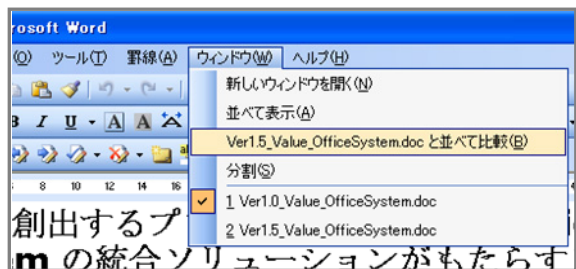 rosoft Word
(O) ツール(T) 罫線(A) ウィンドウ(W) ヘルプ(H)
新しいウィンドウを開く(N)
並べて表示(A)
B I U A A
Ver1.5_Value_OfficeSystem.doc と並べて比較(B)
分割(S)
8 10 12 14 16
1 Ver1.0_Value_OfficeSystem.doc
2 Ver1.5_Value_OfficeSystem.doc
創出するプ
m の統合ソリューションがもたらす